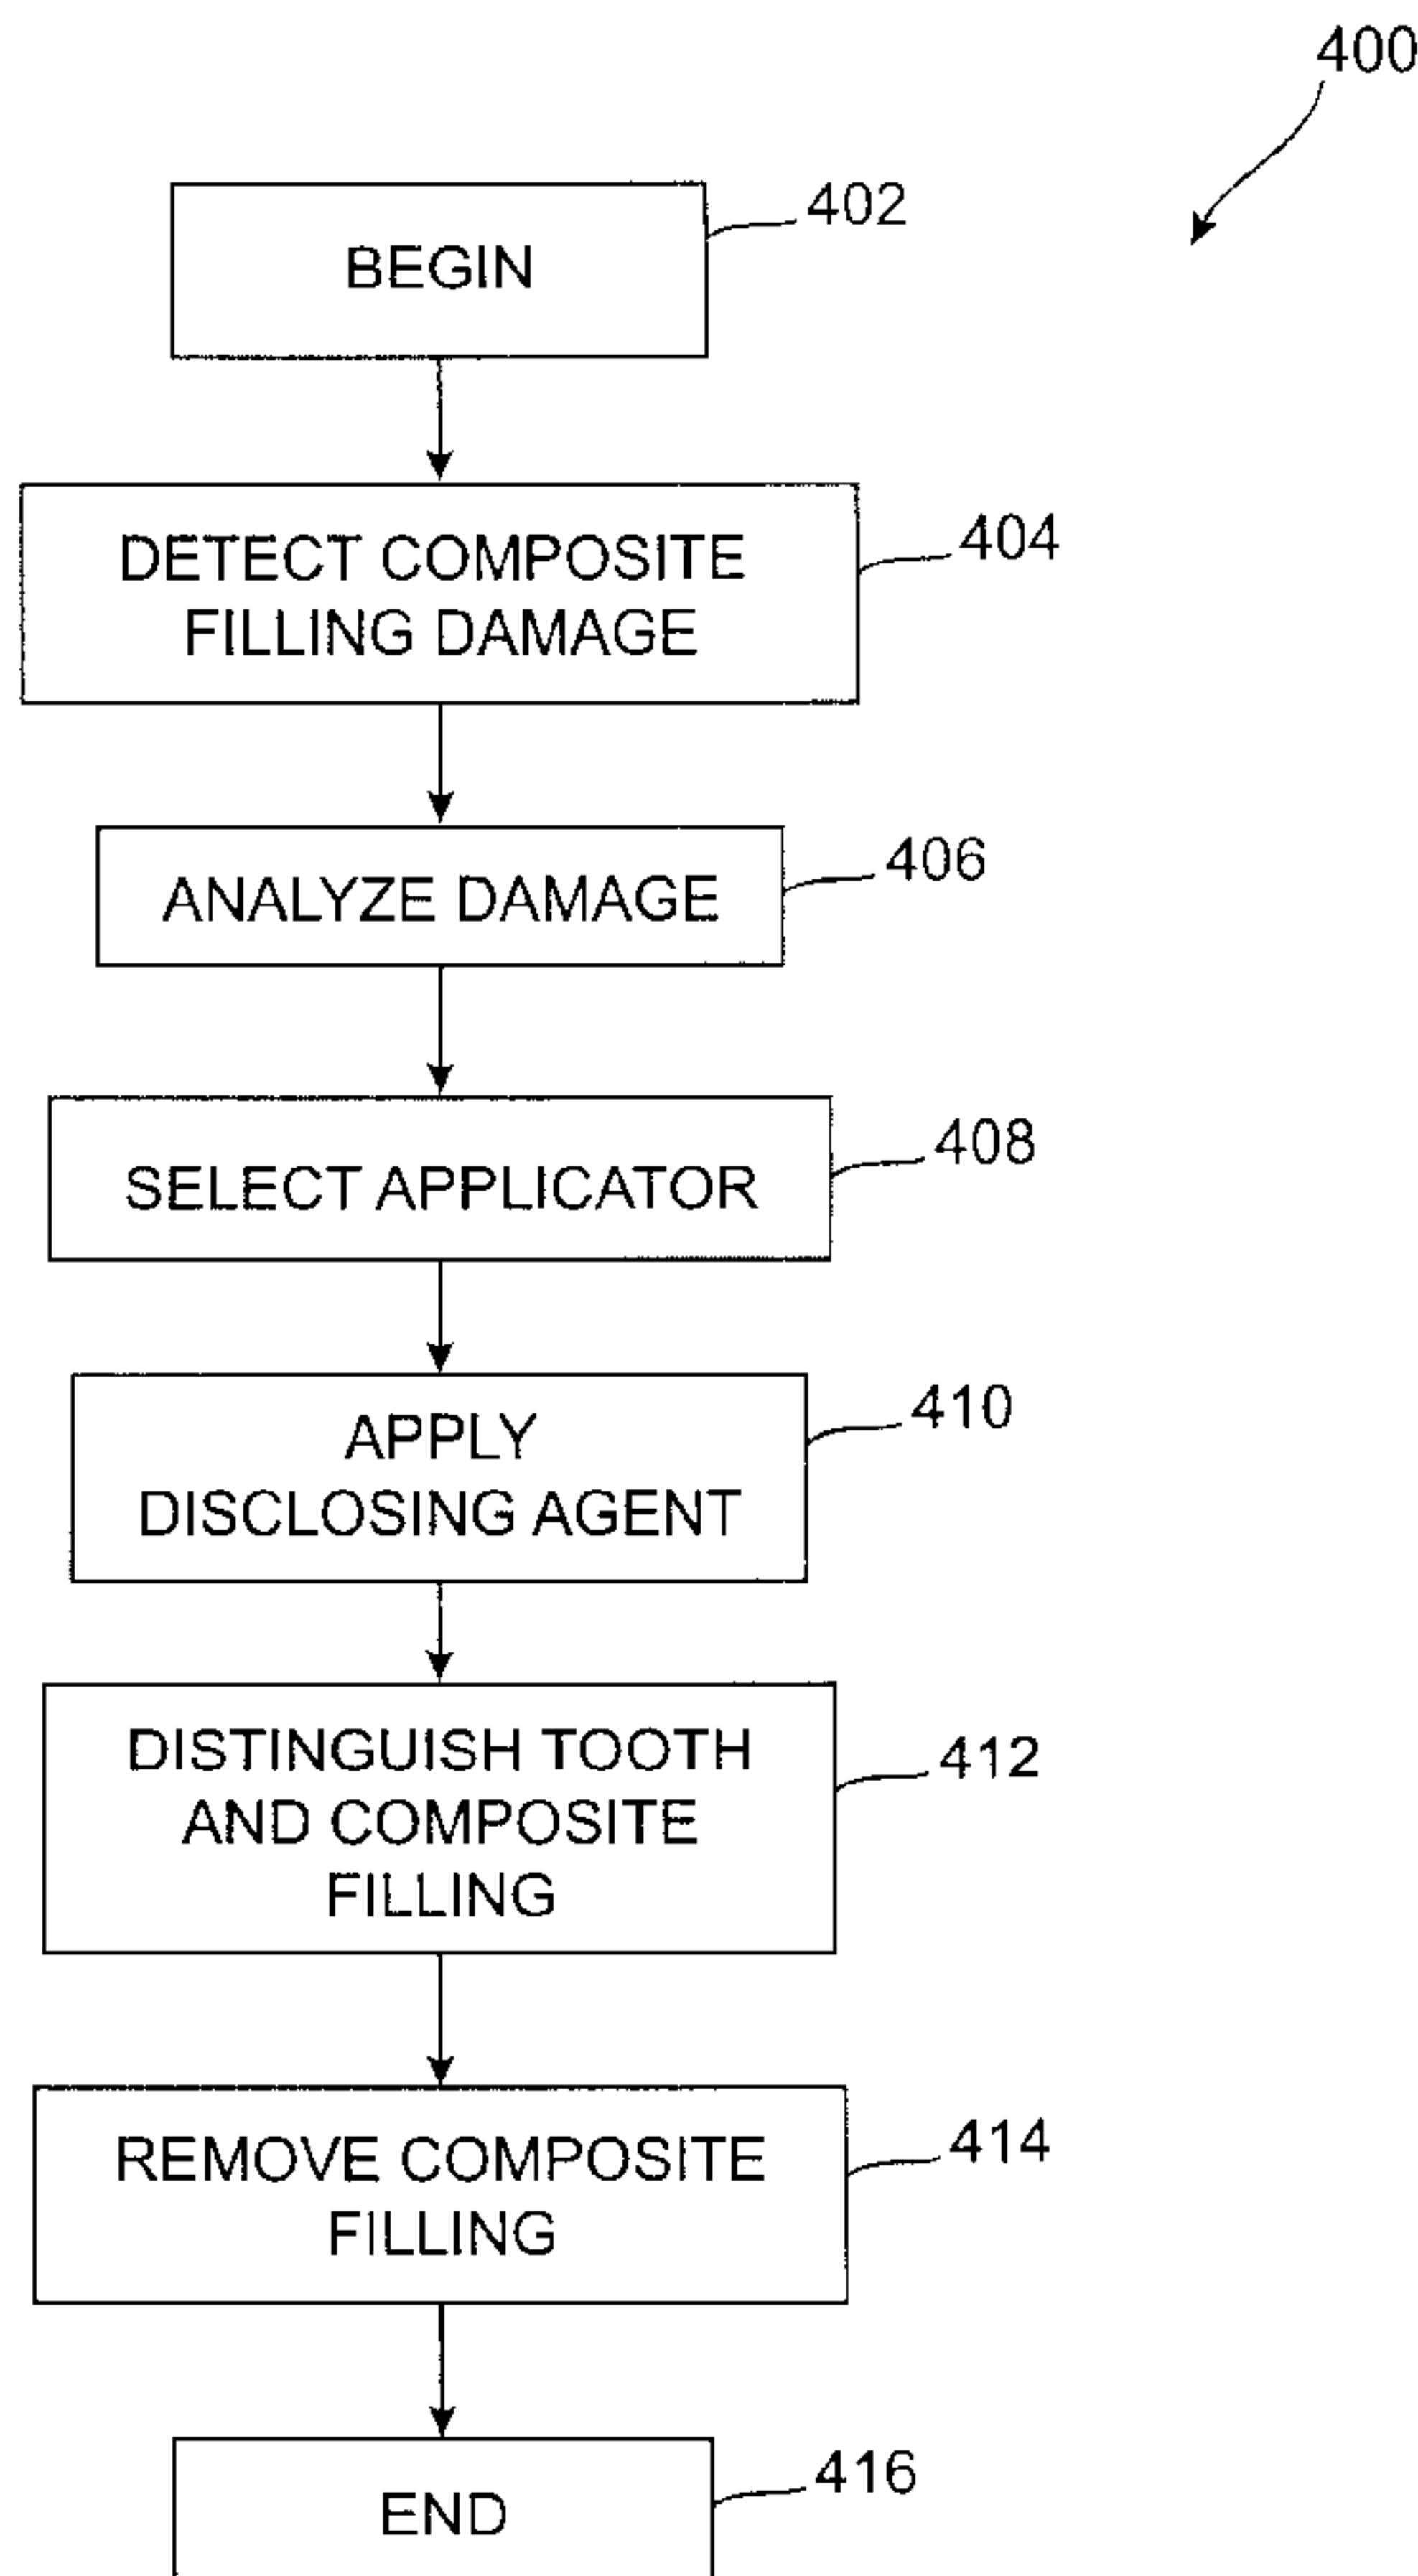 400
402
BEGIN
404
DETECT COMPOSITE
FILLING DAMAGE
406
ANALYZE DAMAGE
408
SELECT APPLICATOR
410
APPLY
DISCLOSING AGENT
412
DISTINGUISH TOOTH
AND COMPOSITE
FILLING
414
REMOVE COMPOSITE
FILLING
416
END